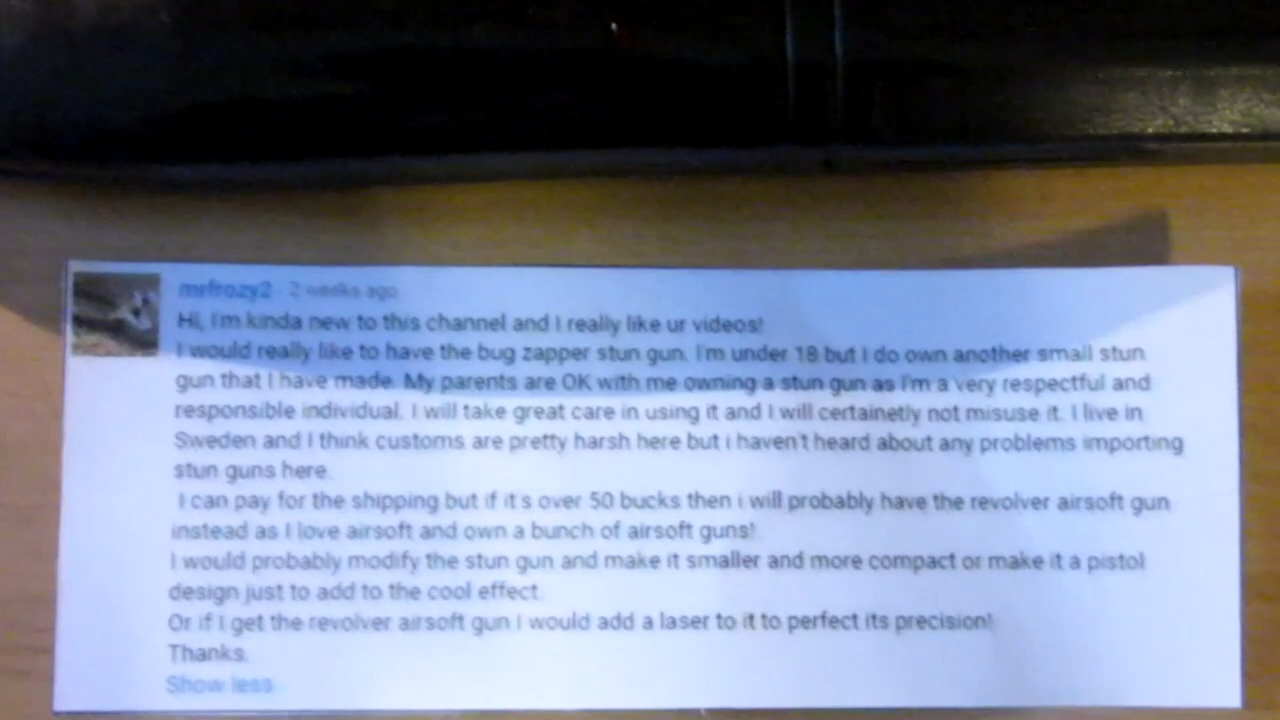 mrfrozy2 2 weeks ago
Hi, I'm kinda new to this channel and I really like ur videos!
I would really like to have the bug zapper stun gun. I'm under 18 but I do own another small stun
gun that I have made. My parents are OK with me owning a stun gun as I'm a very respectful and
responsible individual. I will take great care in using it and I will certainetly not misuse it. I live in
Sweden and I think customs are pretty harsh here but i haven't heard about any problems importing
stun guns here.
I can pay for the shipping but if it's over 50 bucks then i will probably have the revolver airsoft gun
instead as I love airsoft and own a bunch of airsoft guns!
I would probably modify the stun gun and make it smaller and more compact or make it a pistol
design just to add to the cool effect.
Or if I get the revolver airsoft gun I would add a laser to it to perfect its precision!
Thanks.
Show less